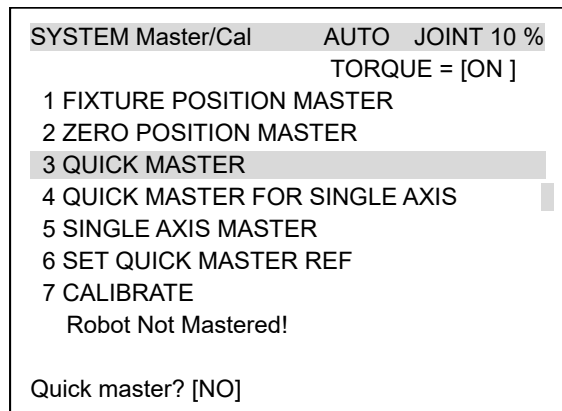 SYSTEM Master/Cal AUTO JOINT 10 %
TORQUE = [ON ]
1 FIXTURE POSITION MASTER
2 ZERO POSITION MASTER
3 QUICK MASTER
4 QUICK MASTER FOR SINGLE AXIS
5 SINGLE AXIS MASTER
6 SET QUICK MASTER REF
7 CALIBRATE
Robot Not Mastered!
Quick master? [NO]